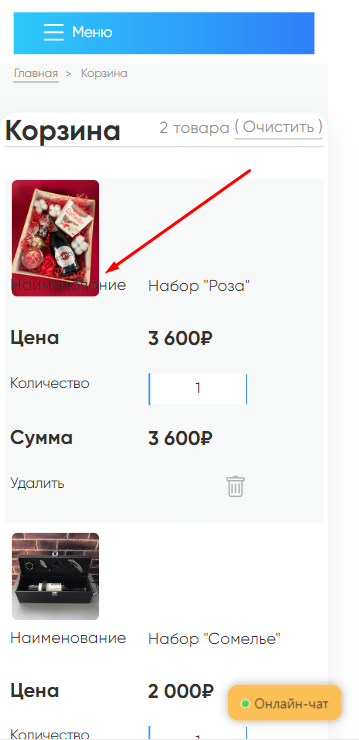 Меню
Главная > Корзина
Корзина 2 товара ( Очистить )
Наименование Набор "Роза"
Цена 3 600₽
Количество 1
Сумма 3 600₽
Удалить
Наименование Набор "Сомелье"
Цена 2 000₽
Онлайн-чат
Количество 1